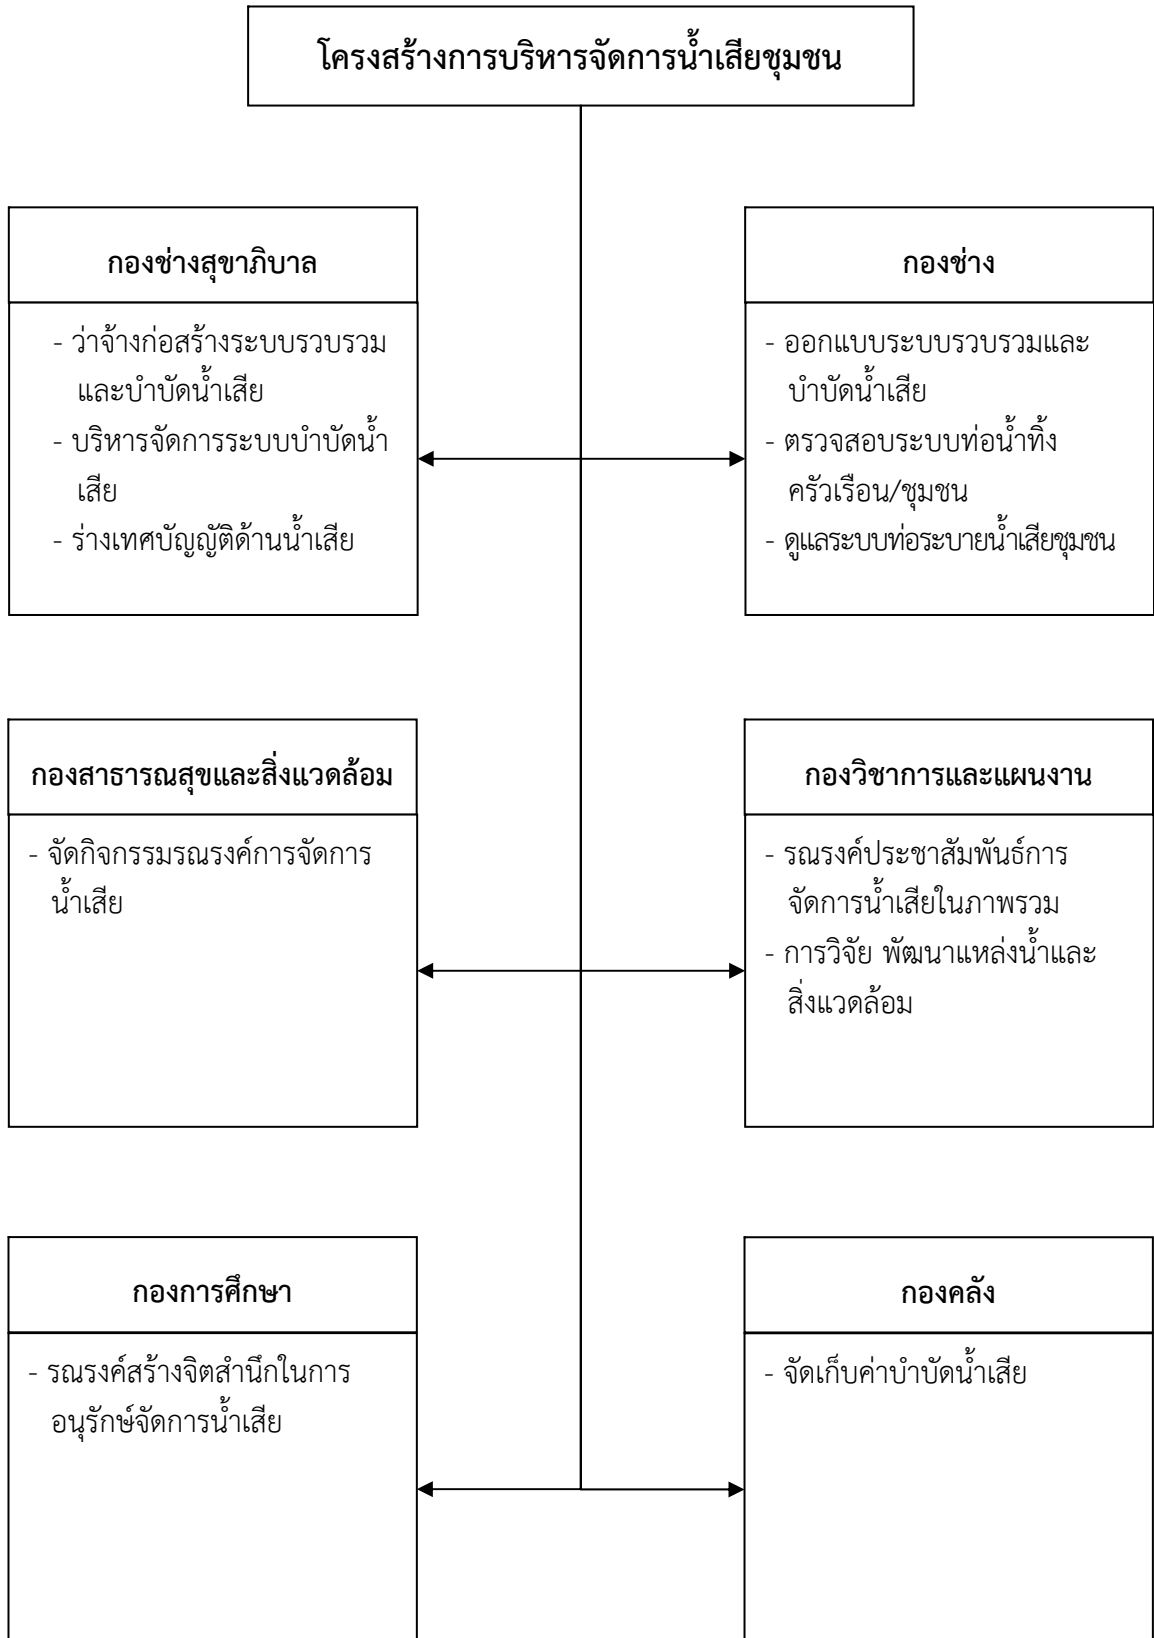 โครงสร้างการบริหารจัดการน้ำเสียชุมชน
กองช่างสุขาภิบาล
- ว่าจ้างก่อสร้างระบบรวบรวม
และบำบัดน้ำเสีย
- บริหารจัดการระบบบำบัดน้ำ
เสีย
- ร่างเทศบัญญัติด้านน้ำเสีย
กองช่าง
- ออกแบบระบบรวบรวมและ
บำบัดน้ำเสีย
- ตรวจสอบระบบท่อน้ำทิ้ง
ครัวเรือน/ชุมชน
- ดูแลระบบท่อระบายน้ำเสียชุมชน
กองสาธารณสุขและสิ่งแวดล้อม
- จัดกิจกรรมรณรงค์การจัดการ
น้ำเสีย
กองวิชาการและแผนงาน
- รณรงค์ประชาสัมพันธ์การ
จัดการน้ำเสียในภาพรวม
- การวิจัย พัฒนาแหล่งน้ำและ
สิ่งแวดล้อม
กองการศึกษา
- รณรงค์สร้างจิตสำนึกในการ
อนุรักษ์จัดการน้ำเสีย
กองคลัง
- จัดเก็บค่าบำบัดน้ำเสีย